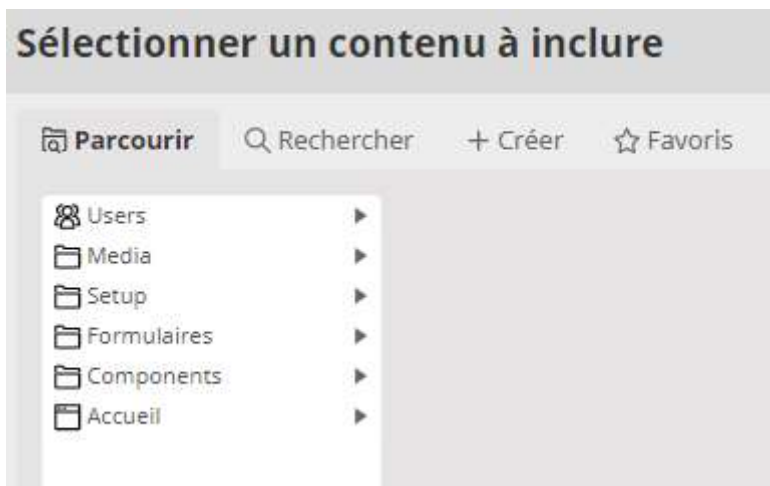 Sélectionner un contenu à inclure
Parcourir Rechercher Créer Favoris
Users
Media
Setup
Formulaires
Components
Accueil